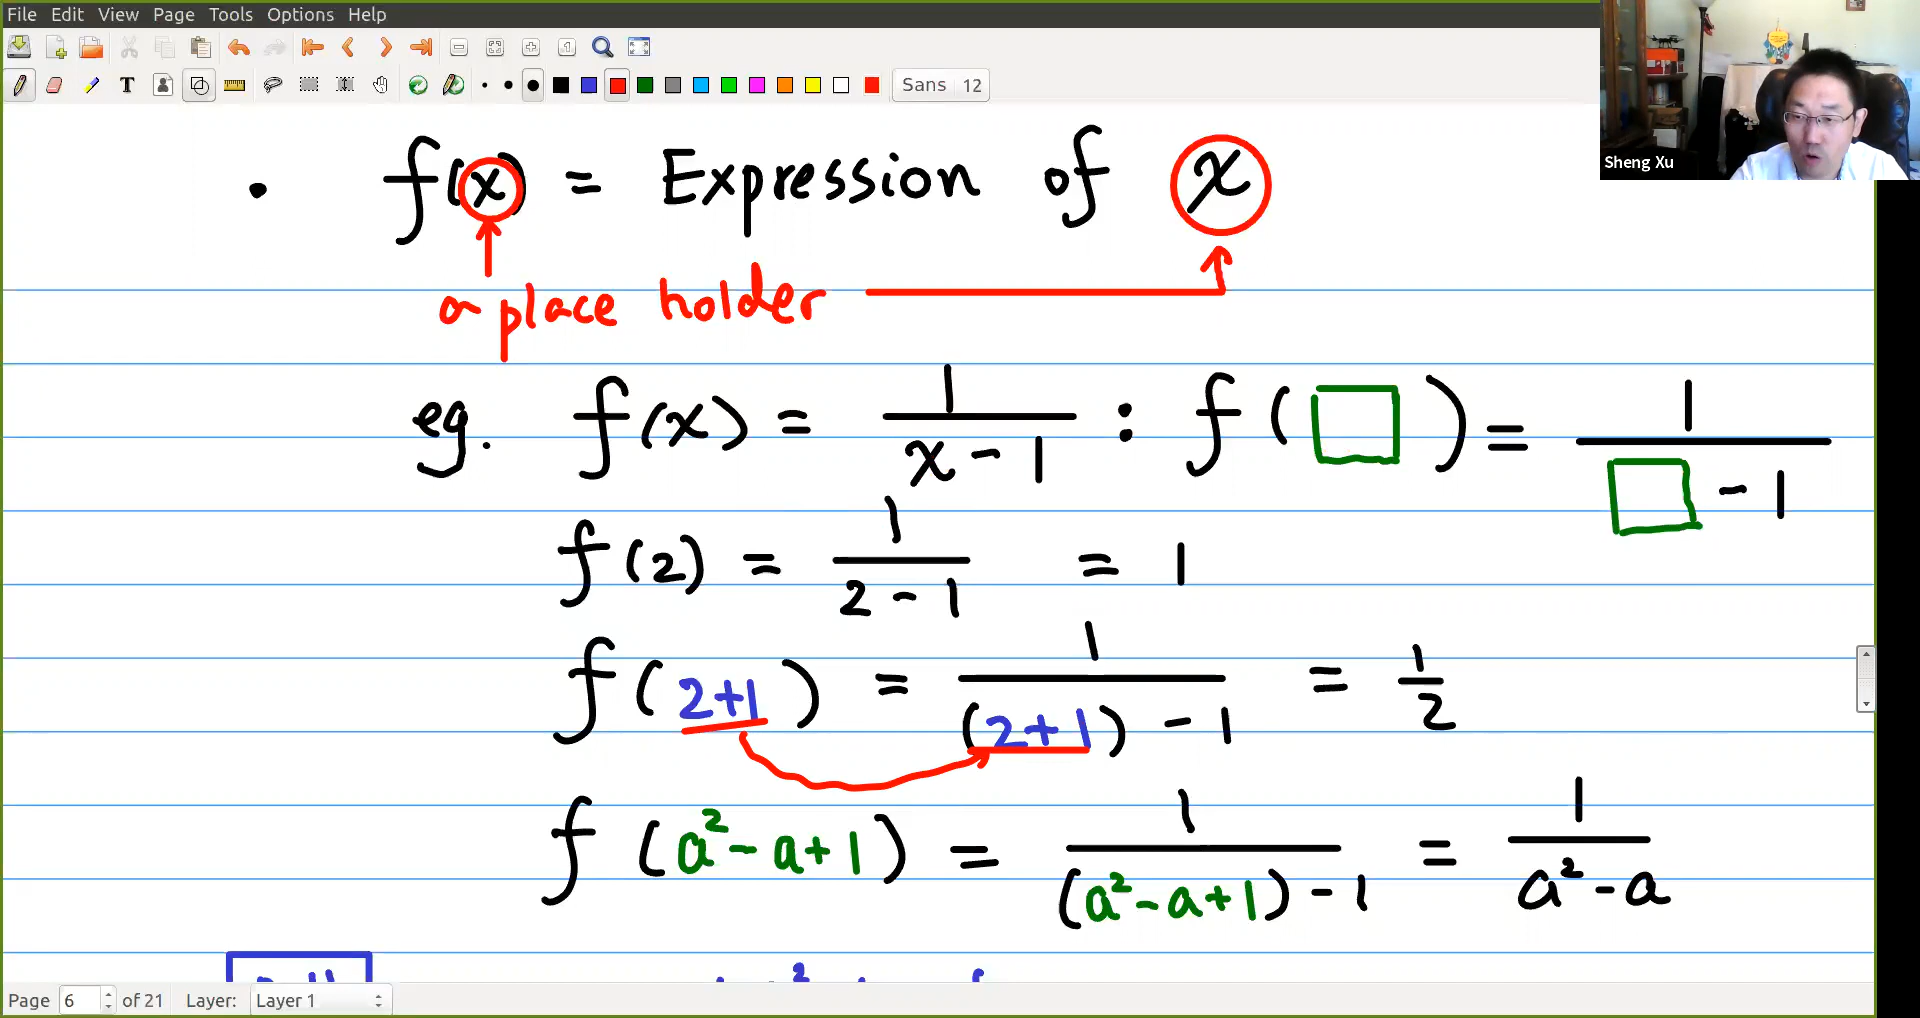 File Edit View Page Tools Options Help
Sans 12
Sheng Xu
• f(x) = Expression of x
a place holder
eg. f(x) = 1/(x - 1) : f(□) = 1/(□ - 1)
f(2) = 1/(2 - 1) = 1
f(2+1) = 1/((2+1) - 1) = 1/2
f(a² - a + 1) = 1/((a² - a + 1) - 1) = 1/(a² - a)
Page 6 of 21 Layer: Layer 1